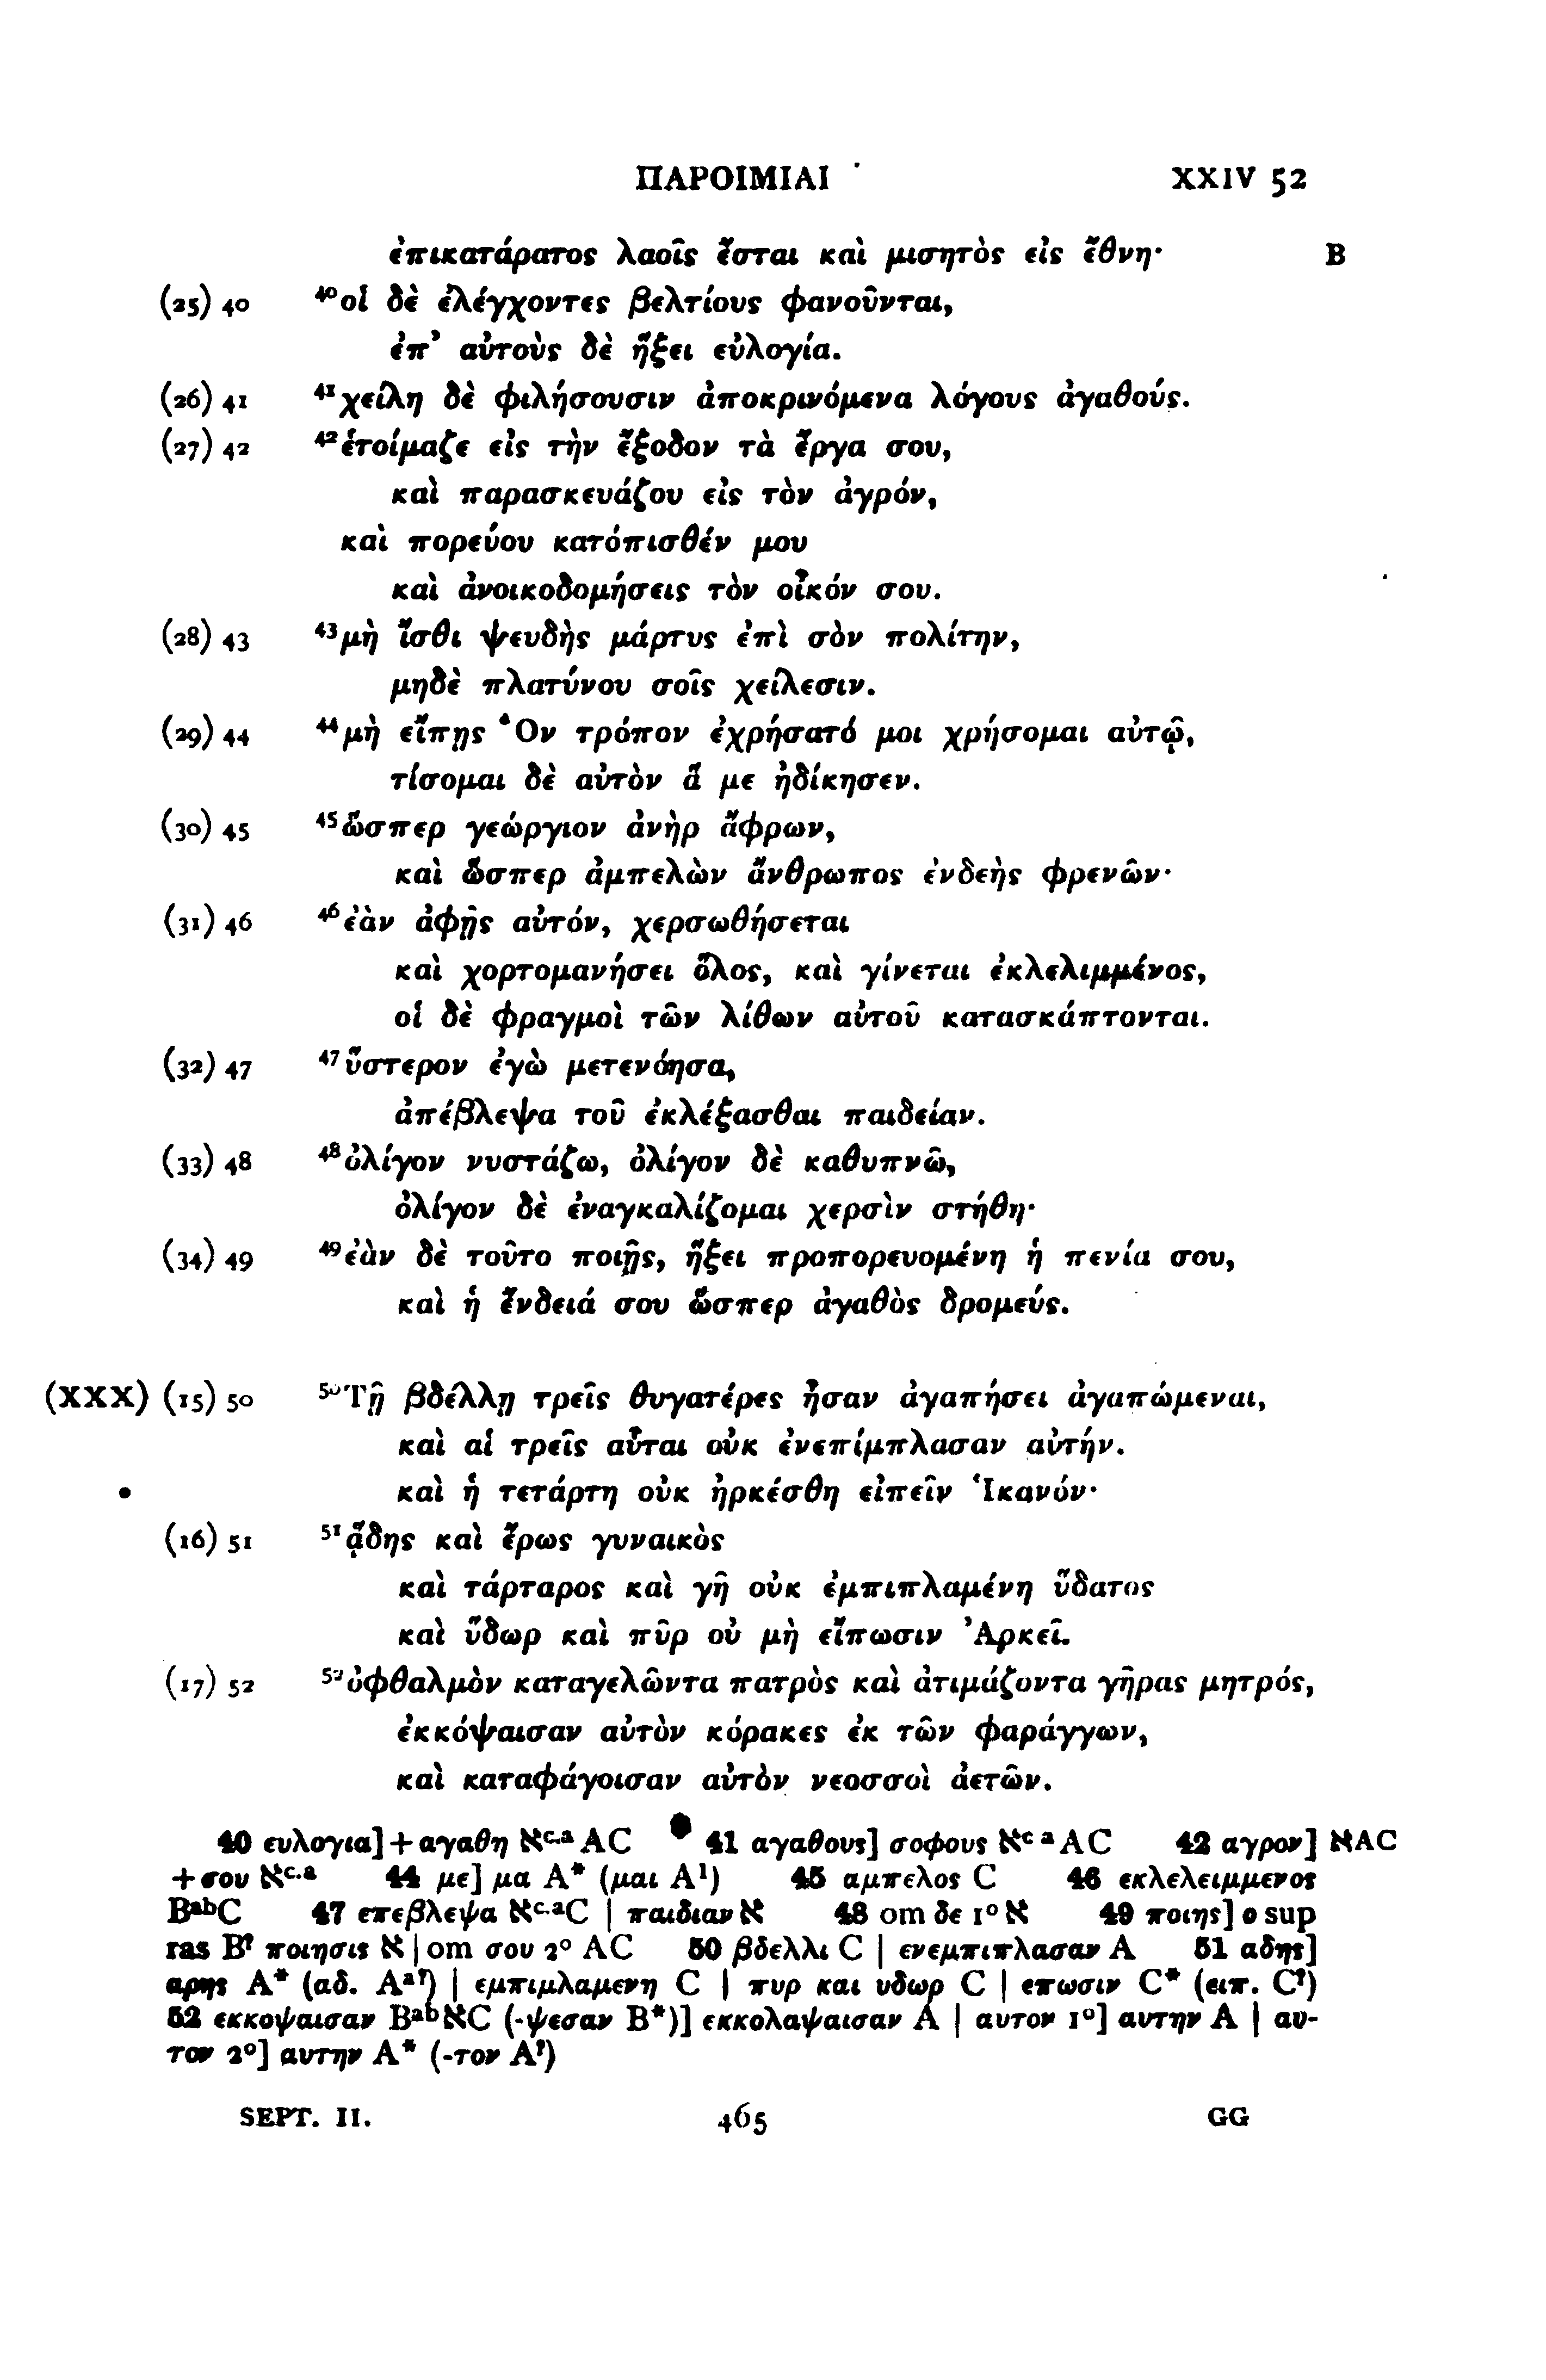 ΠΑΡΟΙΜΙΑΙ XXIV 52
ἐπικατάρατος λαοῖς ἔσται καὶ μισητὸς εἰς ἔθνη· B
(25) 40 ⁴⁰οἱ δὲ ἐλέγχοντες βελτίους φανοῦνται,
ἐπ’ αὐτοὺς δὲ ἥξει εὐλογία.
(26) 41 ⁴¹χείλη δὲ φιλήσουσιν ἀποκρινόμενα λόγους ἀγαθούς.
(27) 42 ⁴²ἑτοίμαζε εἰς τὴν ἔξοδον τὰ ἔργα σου,
καὶ παρασκευάζου εἰς τὸν ἀγρόν,
καὶ πορεύου κατόπισθέν μου
καὶ ἀνοικοδομήσεις τὸν οἶκόν σου.
(28) 43 ⁴³μὴ ἴσθι ψευδὴς μάρτυς ἐπὶ σὸν πολίτην,
μηδὲ πλατύνου σοῖς χείλεσιν.
(29) 44 ⁴⁴μὴ εἴπῃς Ὃν τρόπον ἐχρήσατό μοι χρήσομαι αὐτῷ,
τίσομαι δὲ αὐτὸν ἅ με ἠδίκησεν.
(30) 45 ⁴⁵ὥσπερ γεώργιον ἀνὴρ ἄφρων,
καὶ ὥσπερ ἀμπελὼν ἄνθρωπος ἐνδεὴς φρενῶν·
(31) 46 ⁴⁶ἐὰν ἀφῇς αὐτόν, χερσωθήσεται
καὶ χορτομανήσει ὅλος, καὶ γίνεται ἐκλελιμμένος,
οἱ δὲ φραγμοὶ τῶν λίθων αὐτοῦ κατασκάπτονται.
(32) 47 ⁴⁷ὕστερον ἐγὼ μετενόησα,
ἀπέβλεψα τοῦ ἐκλέξασθαι παιδείαν.
(33) 48 ⁴⁸ὀλίγον νυστάζω, ὀλίγον δὲ καθυπνῶ,
ὀλίγον δὲ ἐναγκαλίζομαι χερσὶν στήθη·
(34) 49 ⁴⁹ἐὰν δὲ τοῦτο ποιῇς, ἥξει προπορευομένη ἡ πενία σου,
καὶ ἡ ἔνδειά σου ὥσπερ ἀγαθὸς δρομεύς.
(XXX) (15) 50 ⁵⁰Τῇ βδέλλῃ τρεῖς θυγατέρες ἦσαν ἀγαπήσει ἀγαπώμεναι,
καὶ αἱ τρεῖς αὗται οὐκ ἐνεπίμπλασαν αὐτήν.
καὶ ἡ τετάρτη οὐκ ἠρκέσθη εἰπεῖν Ἱκανόν·
(16) 51 ⁵¹ᾅδης καὶ ἔρως γυναικὸς
καὶ τάρταρος καὶ γῆ οὐκ ἐμπιπλαμένη ὕδατος
καὶ ὕδωρ καὶ πῦρ οὐ μὴ εἴπωσιν Ἀρκεῖ.
(17) 52 ⁵²ὀφθαλμὸν καταγελῶντα πατρὸς καὶ ἀτιμάζοντα γῆρας μητρός,
ἐκκόψαισαν αὐτὸν κόρακες ἐκ τῶν φαράγγων,
καὶ καταφάγοισαν αὐτὸν νεοσσοὶ ἀετῶν.
40 ευλογια] + αγαθη ℵᶜ·ᵃ AC 41 αγαθους] σοφους ℵᶜ ᵃ AC 42 αγρον] ℵAC
+ σου ℵᶜ·ᵃ 44 με] μα A* (μαι A¹) 45 αμπελος C 46 εκλελειμμενος
BᵃᵇC 47 επεβλεψα ℵᶜ·ᵃC | παιδιαν ℵ 48 om δε 1° ℵ 49 ποιης] ο sup
ras B? ποιησις ℵ | om σου 2° AC 50 βδελλι C | ενεμπιπλασαν A 51 αδης]
αρης A* (αδ. Aᵃ?) | εμπιμλαμενη C | πυρ και υδωρ C | επωσιν C* (ειπ. C?)
52 εκκοψαισαν BᵃᵇℵC (-ψεσαν B*)] εκκολαψαισαν A | αυτον 1°] αυτην A | αυ-
τον 2°] αυτην A* (-τον A?)
SEPT. II. 465 GG